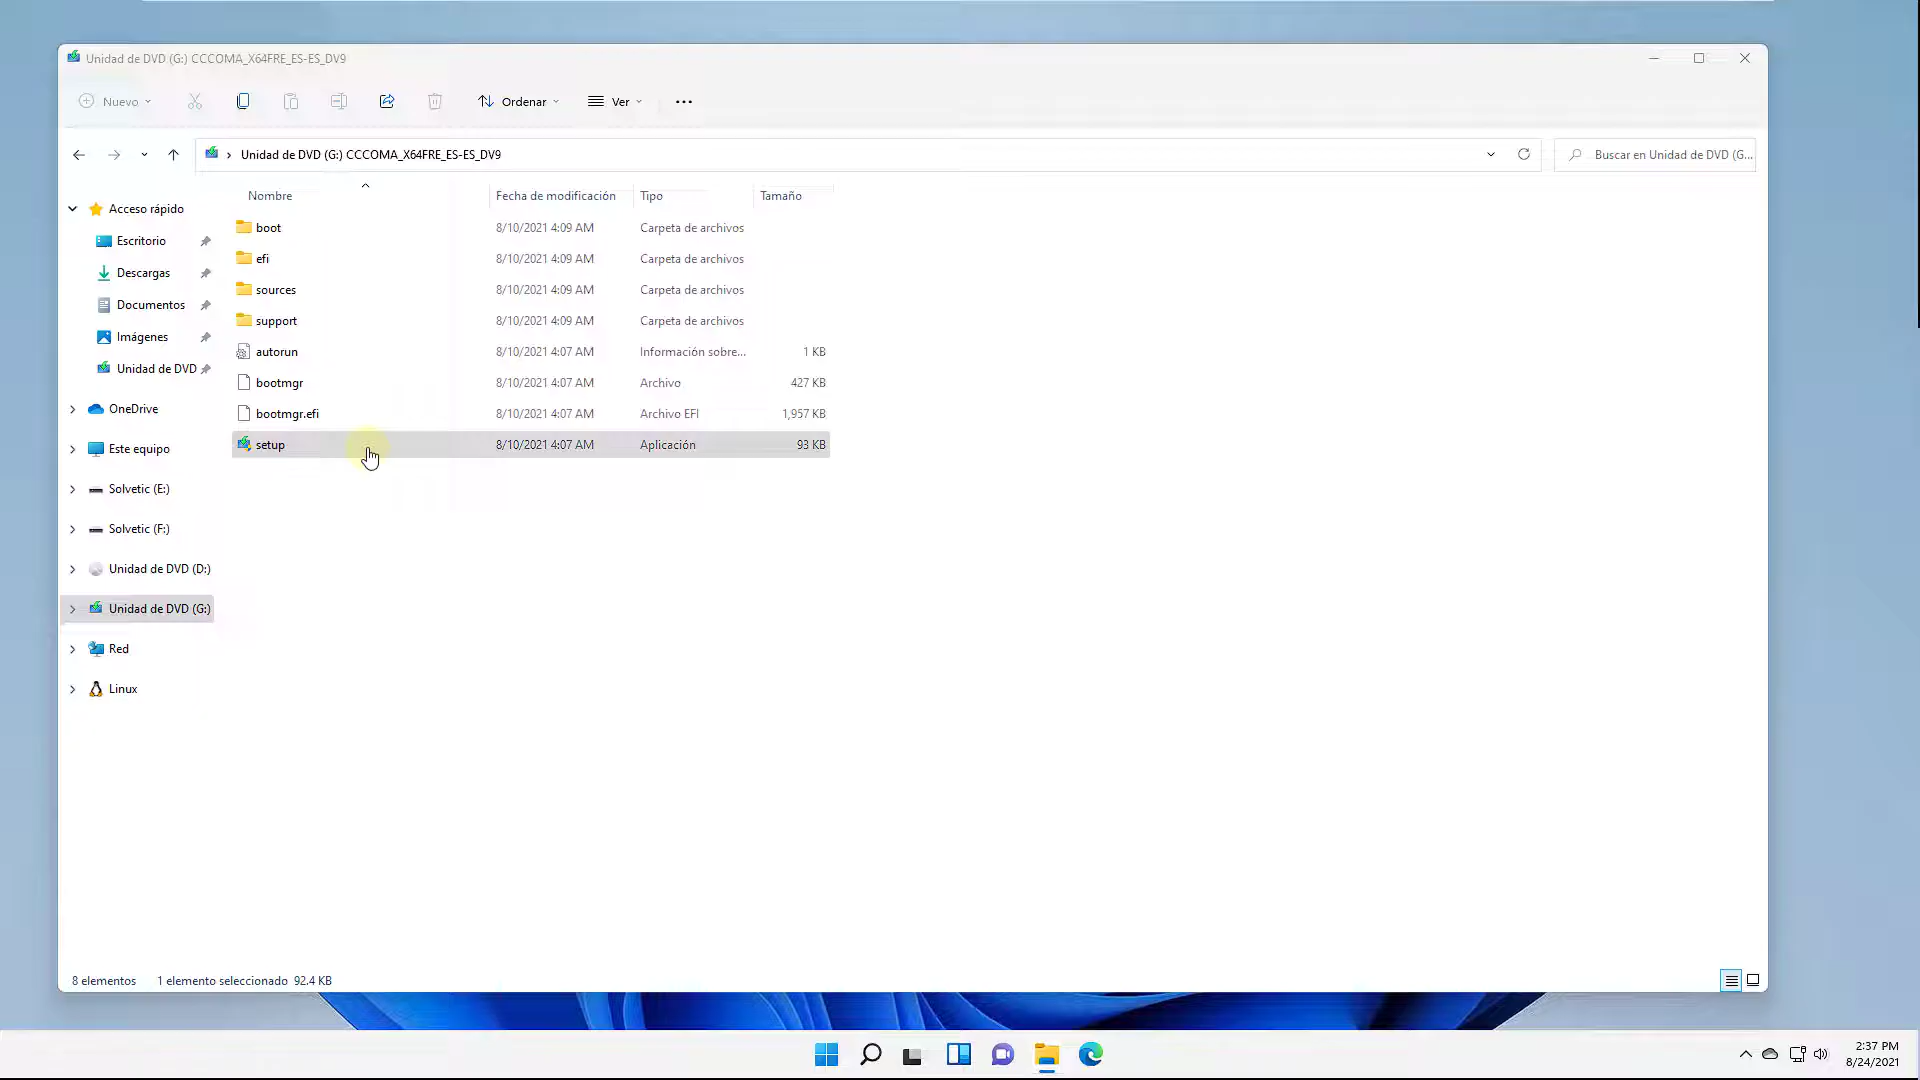 Unidad de DVD (G:) CCCOMA_X64FRE_ES-ES_DV9
Nuevo Ordenar Ver
Unidad de DVD (G:) CCCOMA_X64FRE_ES-ES_DV9 Buscar en Unidad de DVD (G...
Nombre Fecha de modificación Tipo Tamaño
boot 8/10/2021 4:09 AM Carpeta de archivos
efi 8/10/2021 4:09 AM Carpeta de archivos
sources 8/10/2021 4:09 AM Carpeta de archivos
support 8/10/2021 4:09 AM Carpeta de archivos
autorun 8/10/2021 4:07 AM Información sobre... 1 KB
bootmgr 8/10/2021 4:07 AM Archivo 427 KB
bootmgr.efi 8/10/2021 4:07 AM Archivo EFI 1,957 KB
setup 8/10/2021 4:07 AM Aplicación 93 KB
Acceso rápido
Escritorio
Descargas
Documentos
Imágenes
Unidad de DVD
OneDrive
Este equipo
Solvetic (E:)
Solvetic (F:)
Unidad de DVD (D:)
Unidad de DVD (G:)
Red
Linux
8 elementos 1 elemento seleccionado 92.4 KB
2:37 PM
8/24/2021